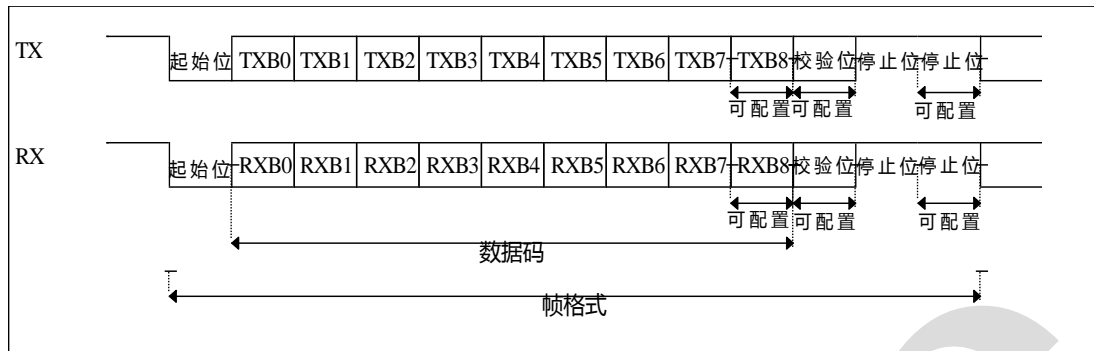 TX 起始位 TXB0 TXB1 TXB2 TXB3 TXB4 TXB5 TXB6 TXB7 TXB8 校验位 停止位 停止位
可配置 可配置 可配置
RX 起始位 RXB0 RXB1 RXB2 RXB3 RXB4 RXB5 RXB6 RXB7 RXB8 校验位 停止位 停止位
可配置 可配置 可配置
数据码
帧格式